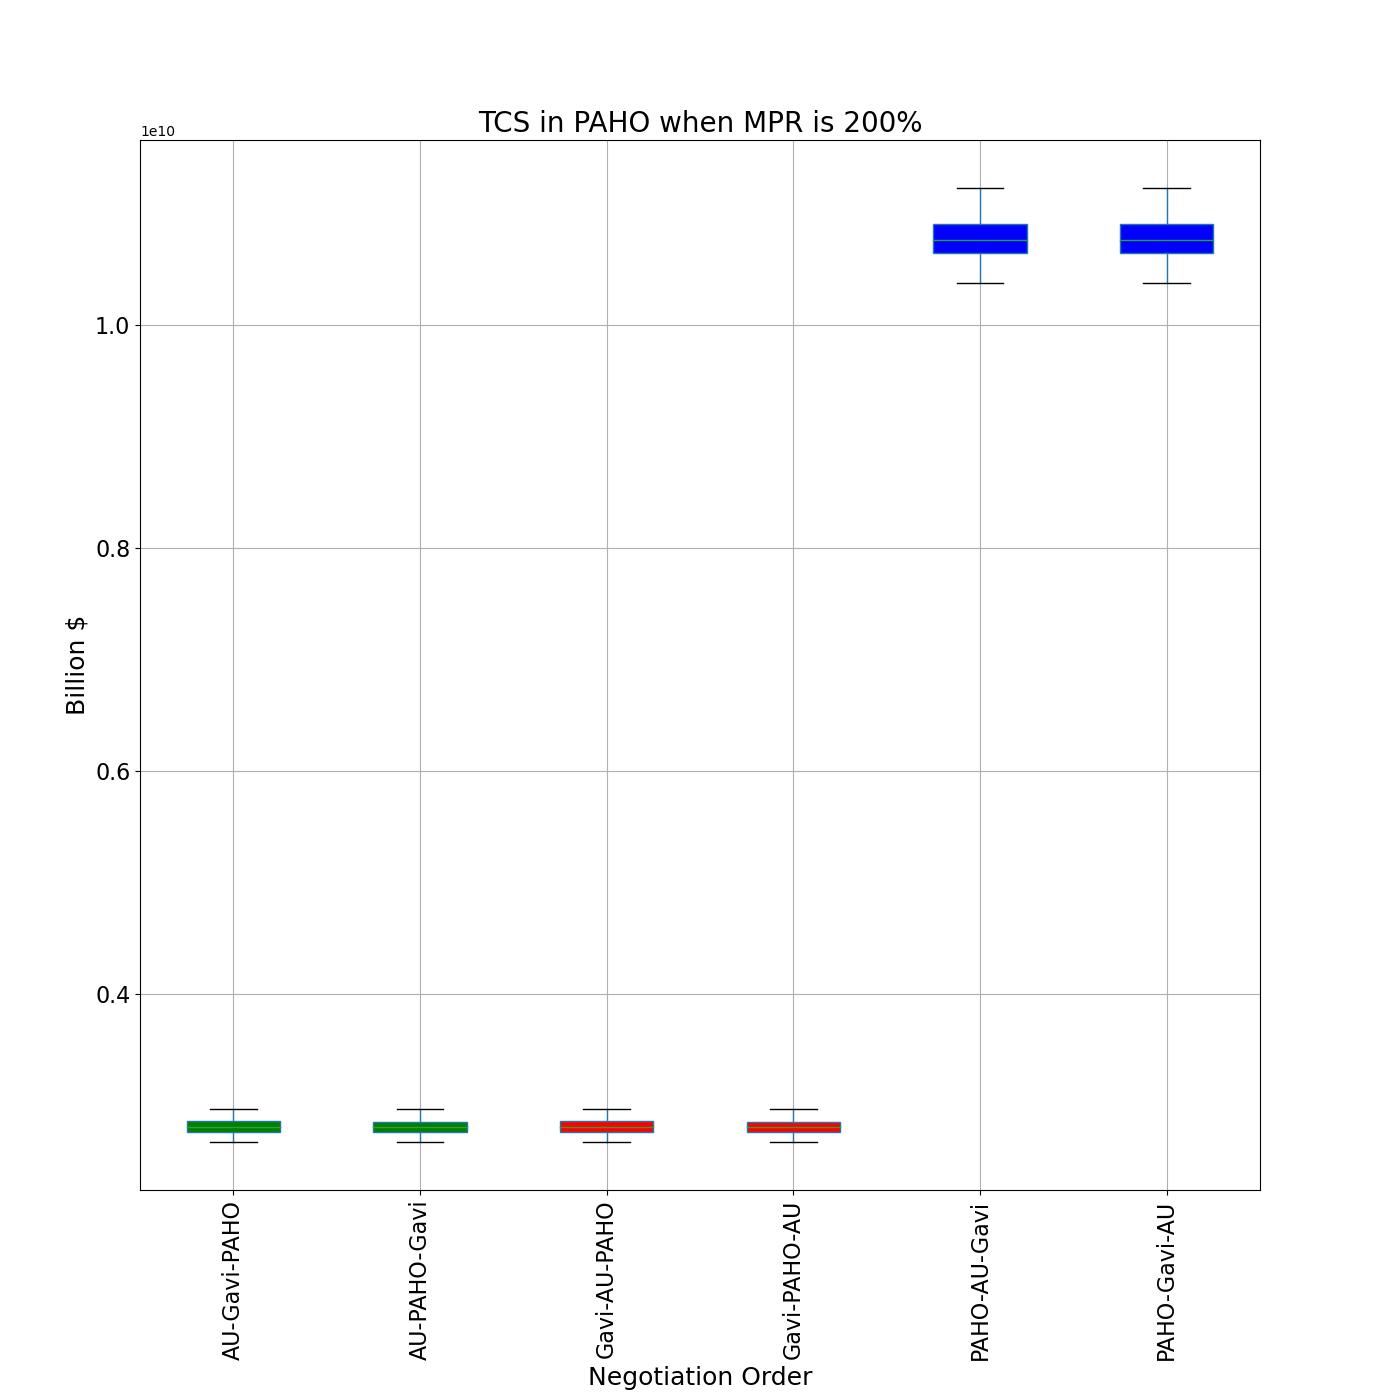 TCS in PAHO when MPR is 200%
1e10
1.0
0.8
0.6
0.4
Billion $
AU-Gavi-PAHO
AU-PAHO-Gavi
Gavi-AU-PAHO
Gavi-PAHO-AU
PAHO-AU-Gavi
PAHO-Gavi-AU
Negotiation Order